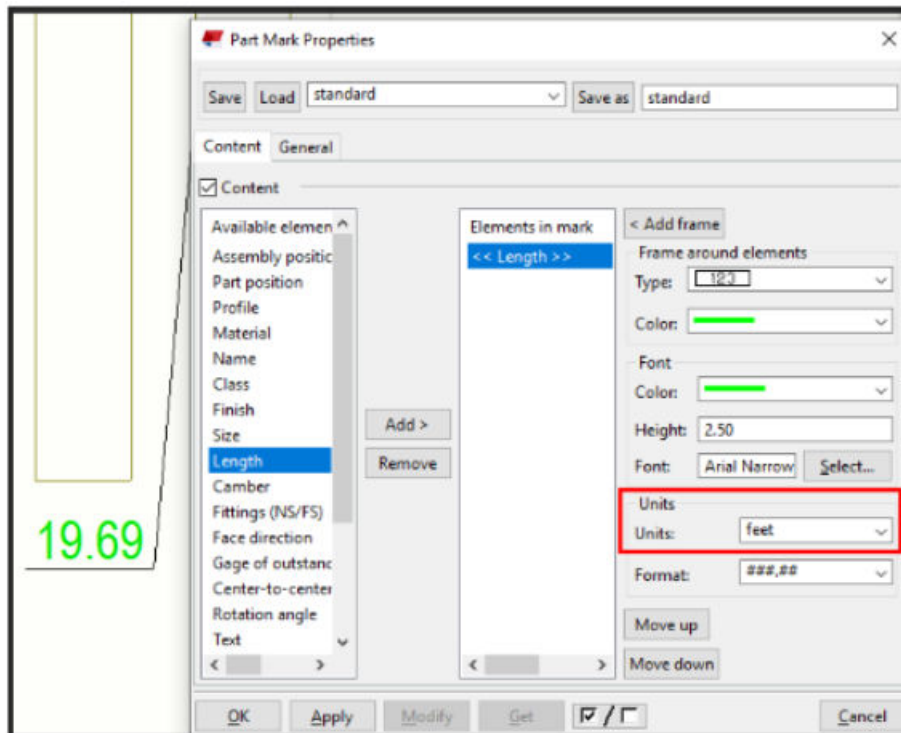 Part Mark Properties
Save Load standard Save as standard
Content General
Content
Available elemen
Assembly positic
Part position
Profile
Material
Name
Class
Finish
Size
Length
Camber
Fittings (NS/FS)
Face direction
Gage of outstanc
Center-to-center
Rotation angle
Text
Add >
Remove
Elements in mark
<< Length >>
< Add frame
Frame around elements
Type: 123
Color:
Font
Color:
Height: 2.50
Font: Arial Narrow Select...
Units
Units: feet
Format: ###,##
Move up
Move down
19.69
OK Apply Modify Get / Cancel